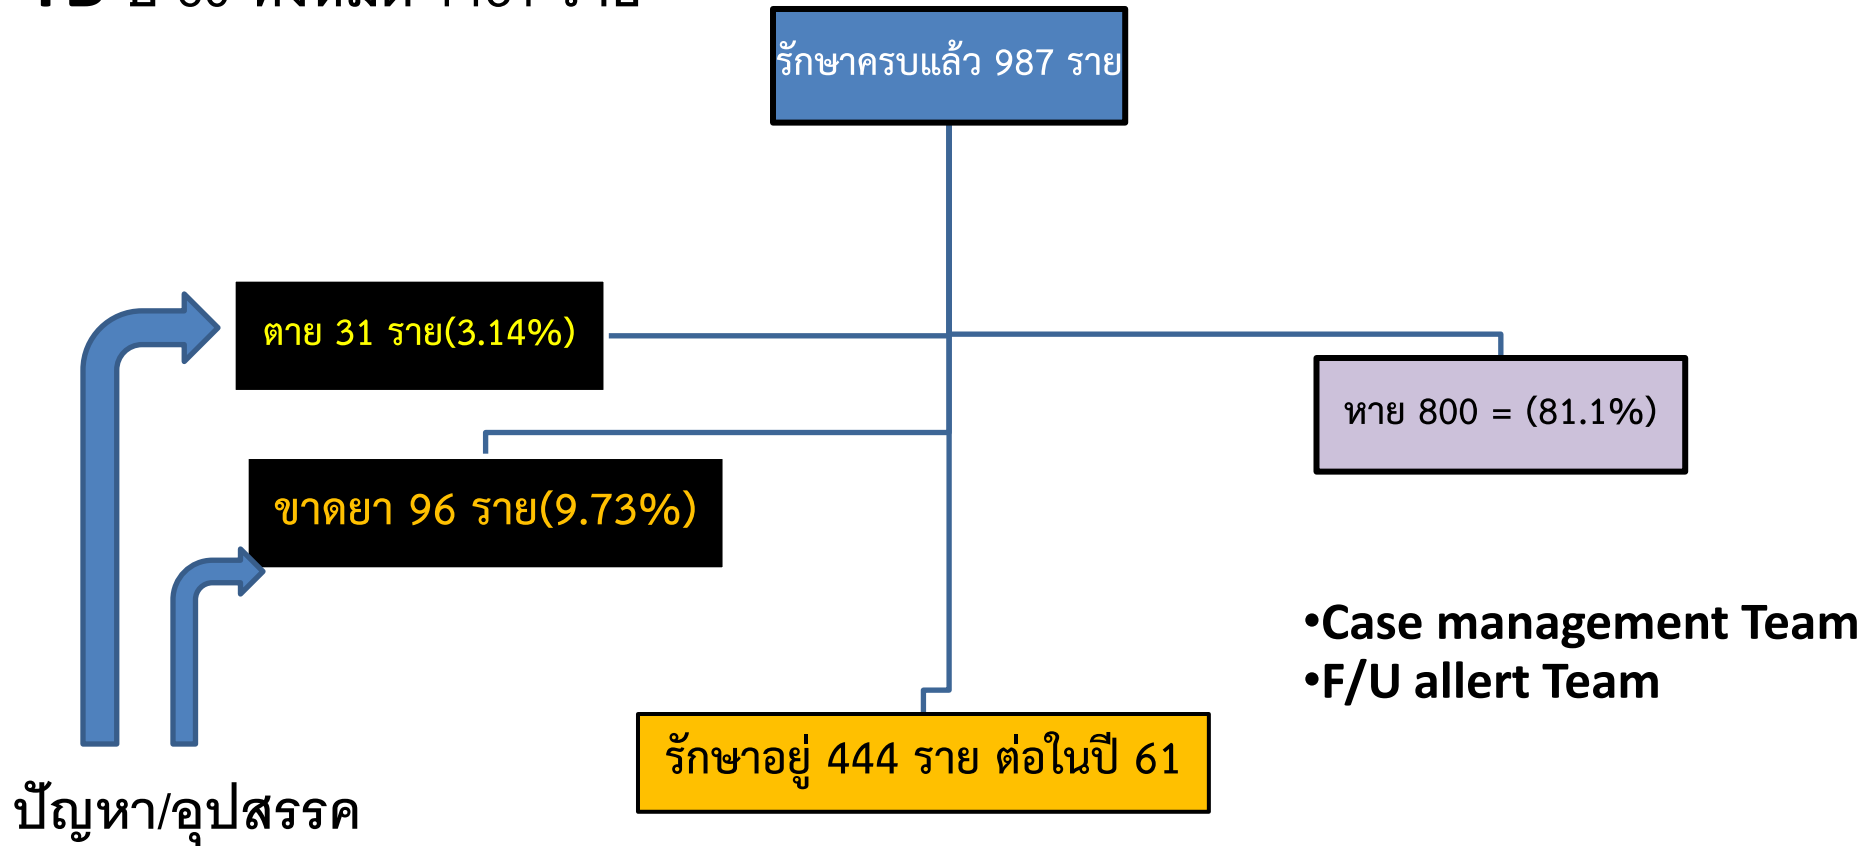 รักษาครบแล้ว 987 ราย
ตาย 31 ราย(3.14%)
หาย 800 = (81.1%)
ขาดยา 96 ราย(9.73%)
•Case management Team
•F/U allert Team
รักษาอยู่ 444 ราย ต่อในปี 61
ปัญหา/อุปสรรค